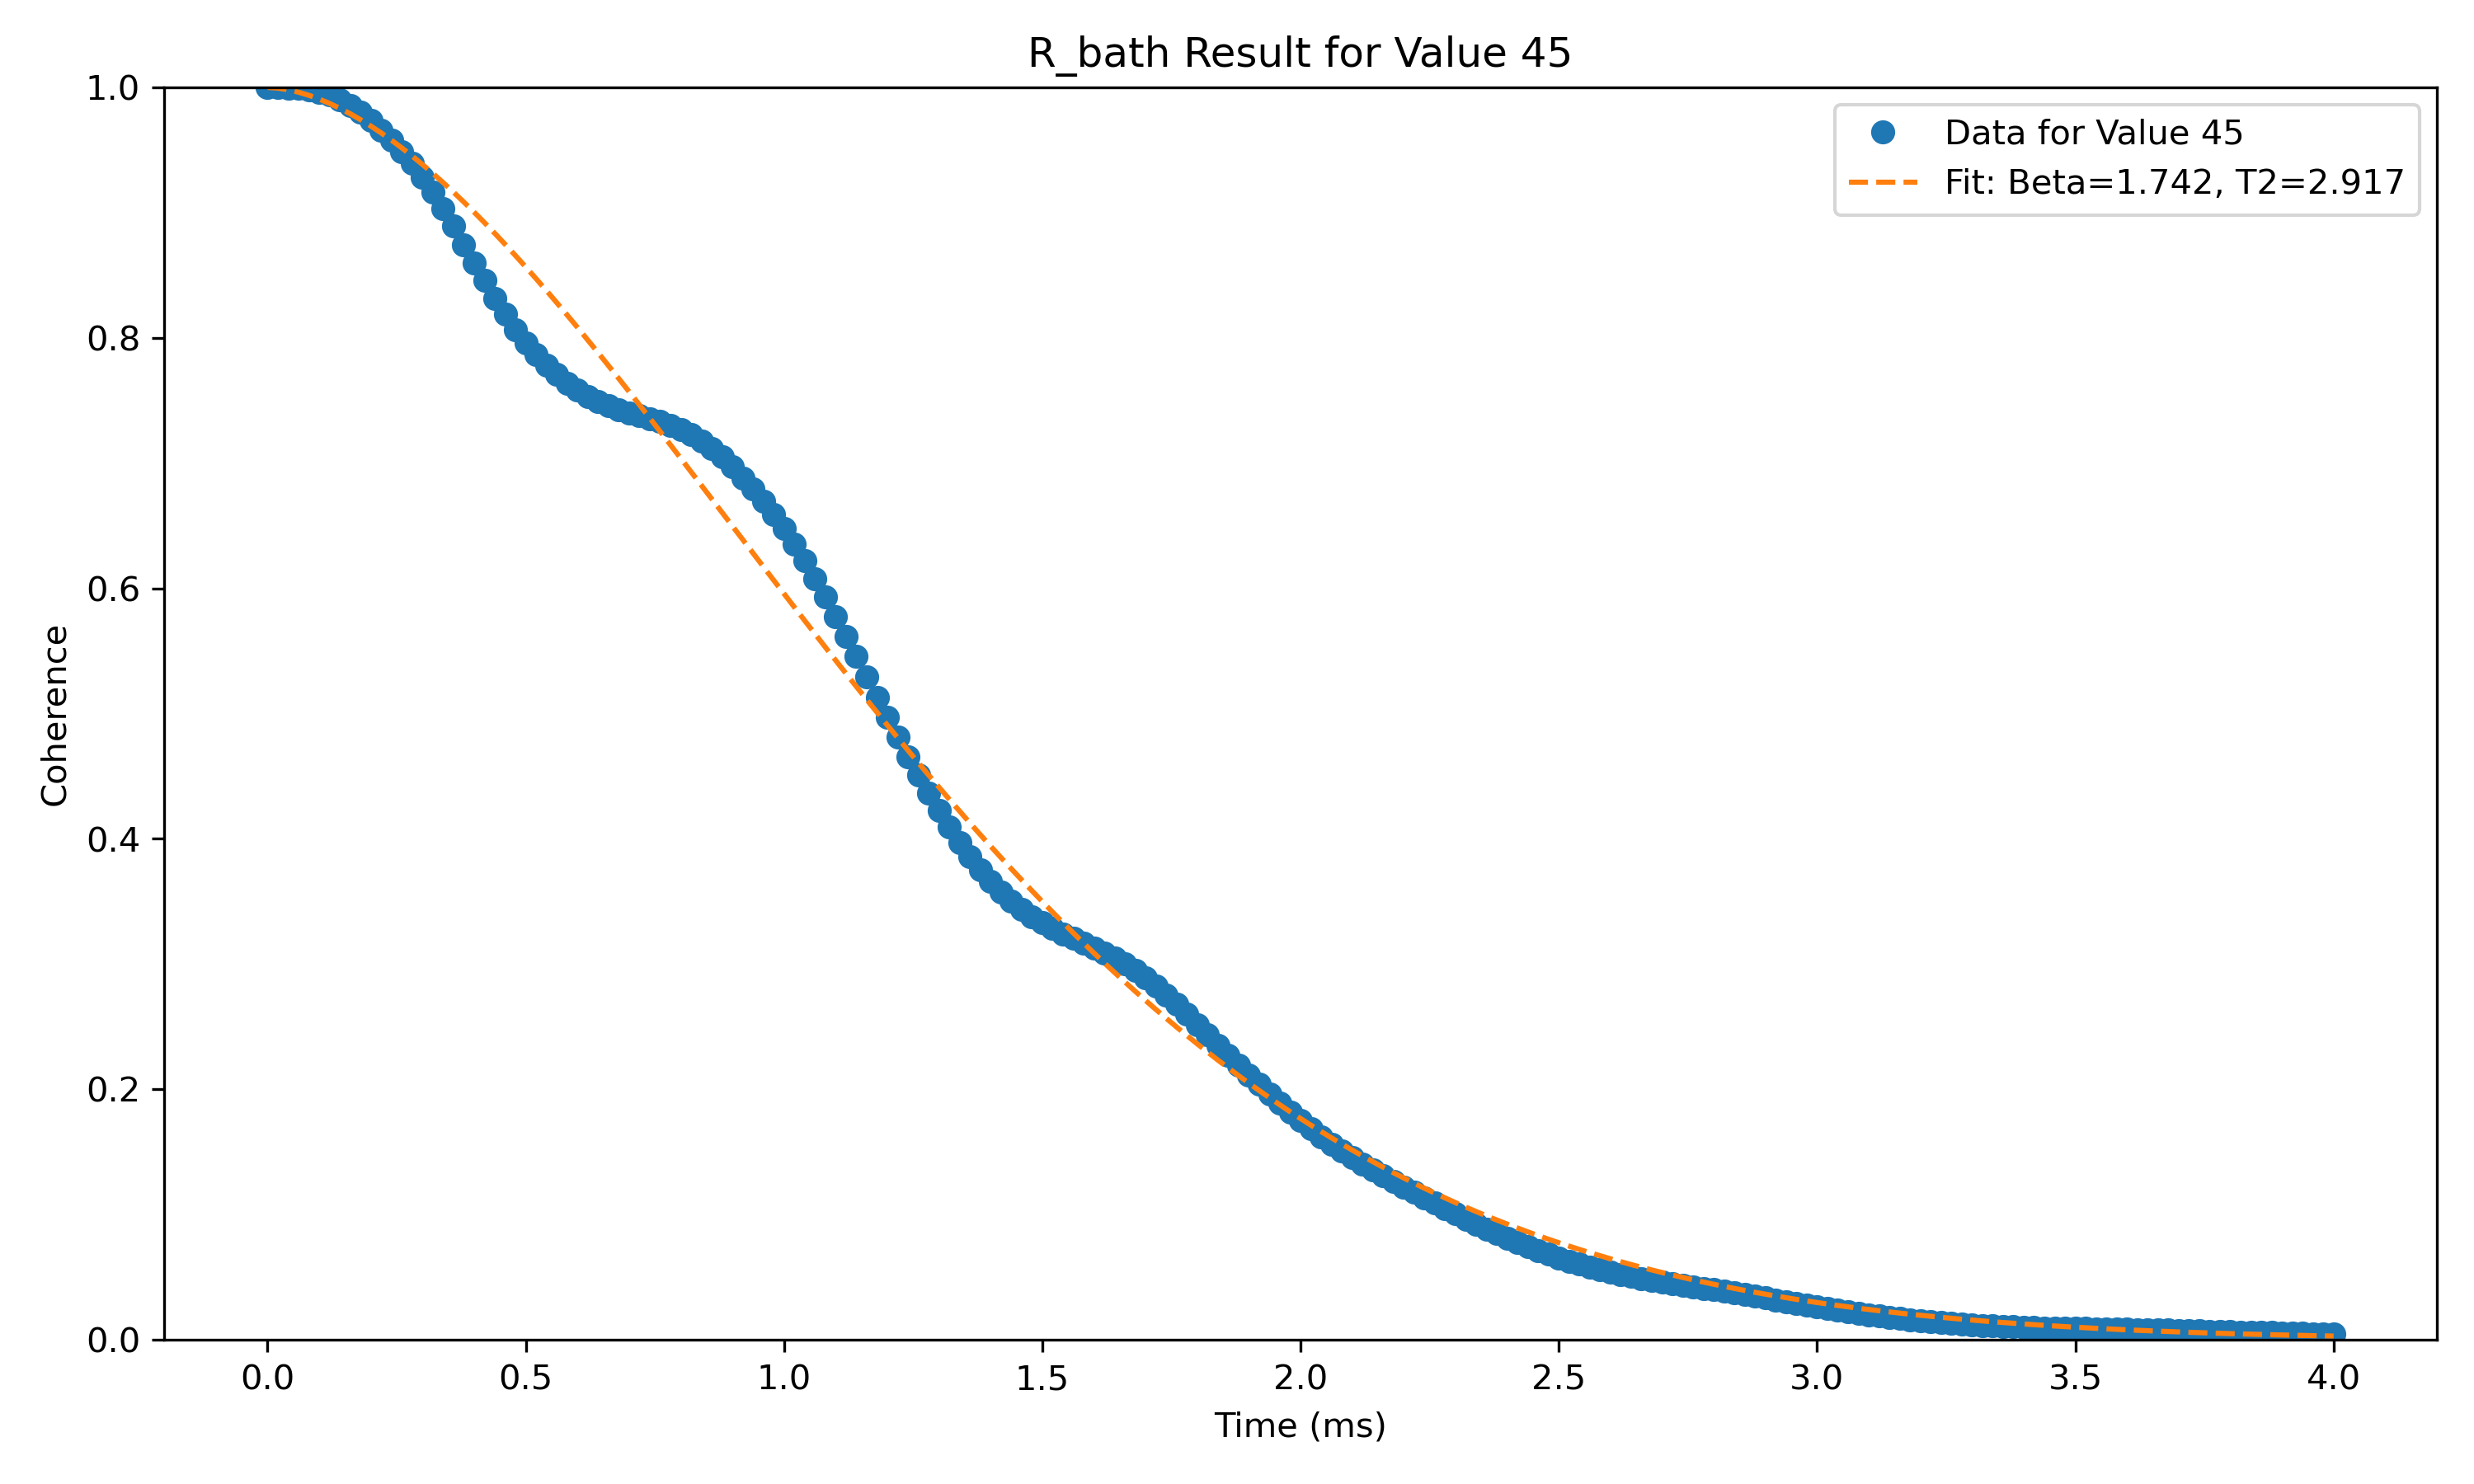 R_bath Result for Value 45
Data for Value 45
Fit: Beta=1.742, T2=2.917
Coherence
1.0
0.8
0.6
0.4
0.2
0.0
0.0 0.5 1.0 1.5 2.0 2.5 3.0 3.5 4.0
Time (ms)